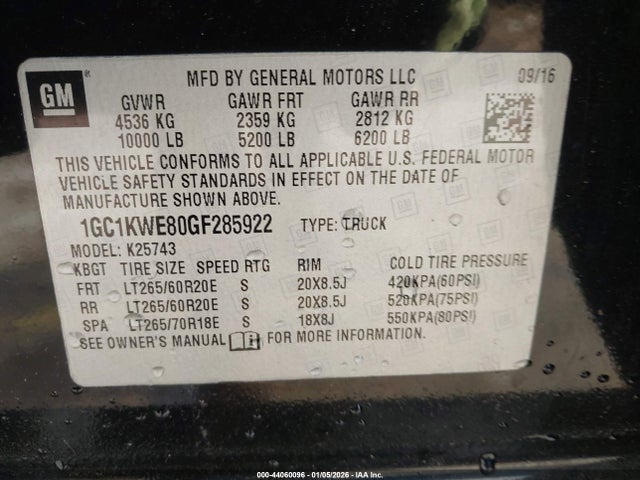 GM ®
MFD BY GENERAL MOTORS LLC 09/16
GVWR GAWR FRT GAWR RR
4536 KG 2359 KG 2812 KG
10000 LB 5200 LB 6200 LB
THIS VEHICLE CONFORMS TO ALL APPLICABLE U.S. FEDERAL MOTOR
VEHICLE SAFETY STANDARDS IN EFFECT ON THE DATE OF
MANUFACTURE SHOWN ABOVE.
1GC1KWE80GF285922 TYPE: TRUCK
MODEL: K25743
KBGT TIRE SIZE SPEED RTG RIM COLD TIRE PRESSURE
FRT LT265/60R20E S 20X8.5J 420KPA(60PSI)
RR LT265/60R20E S 20X8.5J 520KPA(75PSI)
SPA LT265/70R18E S 18X8J 550KPA(80PSI)
SEE OWNER'S MANUAL FOR MORE INFORMATION.
000-44060096 - 01/05/2026 - IAA Inc.